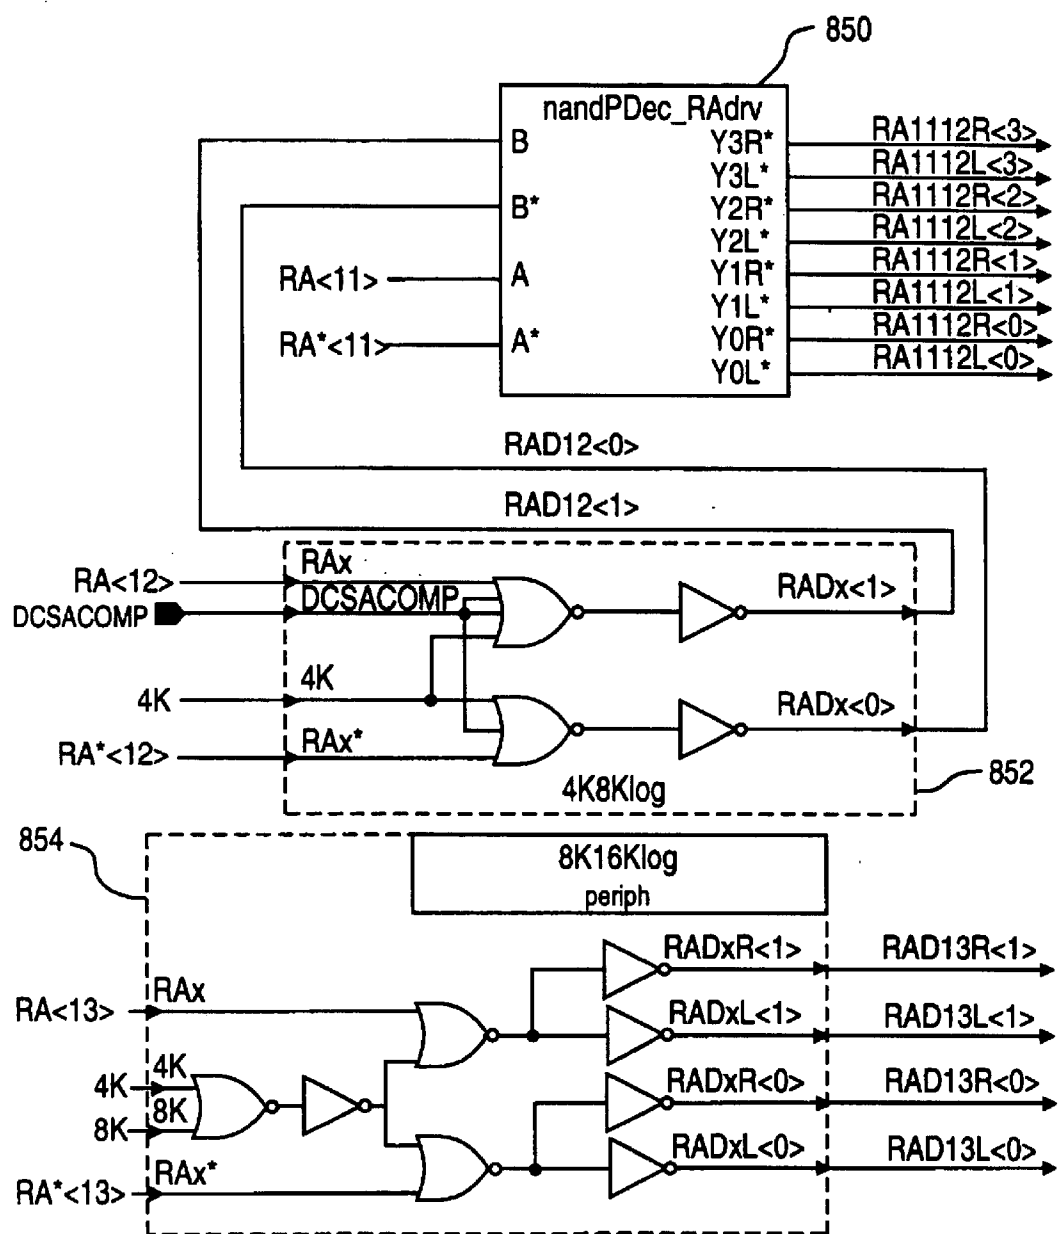 850
nandPDec_RAdrv
B
Y3R*
RA1112R<3>
Y3L*
RA1112L<3>
B*
Y2R*
RA1112R<2>
Y2L*
RA1112L<2>
RA<11>
A
Y1R*
RA1112R<1>
Y1L*
RA1112L<1>
RA*<11>
A*
Y0R*
RA1112R<0>
Y0L*
RA1112L<0>
RAD12<0>
RAD12<1>
RA<12>
RAx
RADx<1>
DCSACOMP
DCSACOMP
4K
4K
RADx<0>
RA*<12>
RAx*
4K8Klog
852
854
8K16Klog
periph
RADxR<1>
RAD13R<1>
RA<13>
RAx
RADxL<1>
RAD13L<1>
4K
4K
RADxR<0>
RAD13R<0>
8K
8K
RADxL<0>
RAD13L<0>
RA*<13>
RAx*